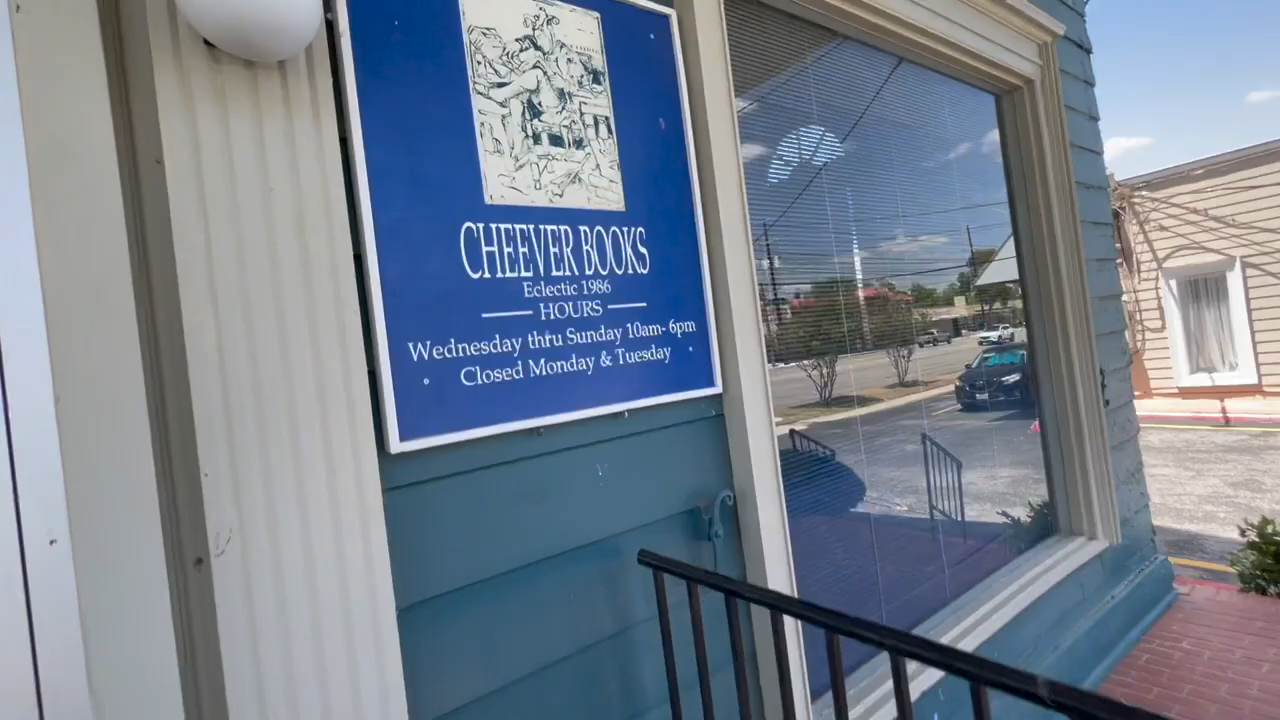 CHEEVER BOOKS
Eclectic 1986
HOURS
Wednesday thru Sunday 10am- 6pm
Closed Monday & Tuesday